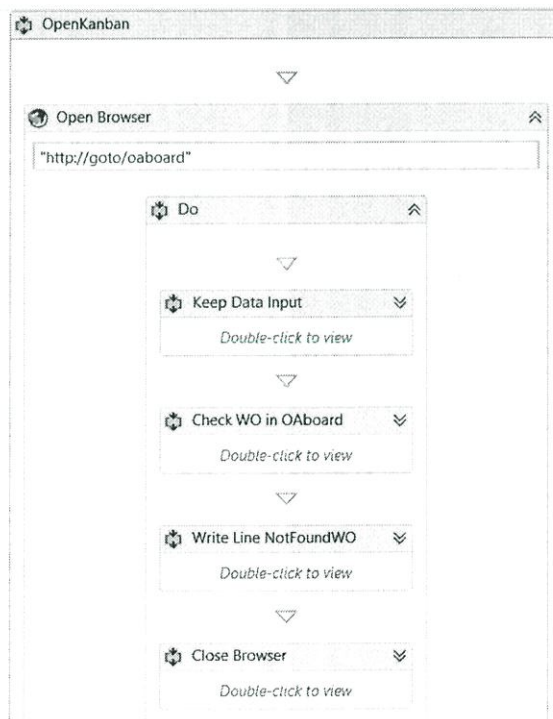 OpenKanban
Open Browser
"http://goto/oaboard"
Do
Keep Data Input
Double-click to view
Check WO in OAboard
Double-click to view
Write Line NotFoundWO
Double-click to view
Close Browser
Double-click to view